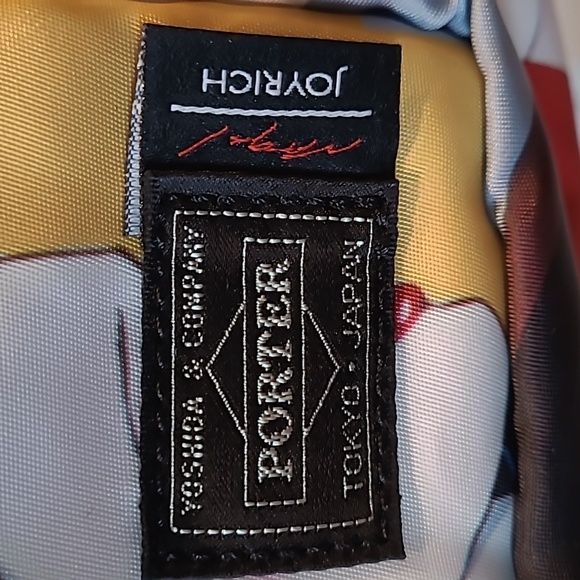 JOYRICH
YOSHIDA & COMPANY
PORTER
TOKYO • JAPAN